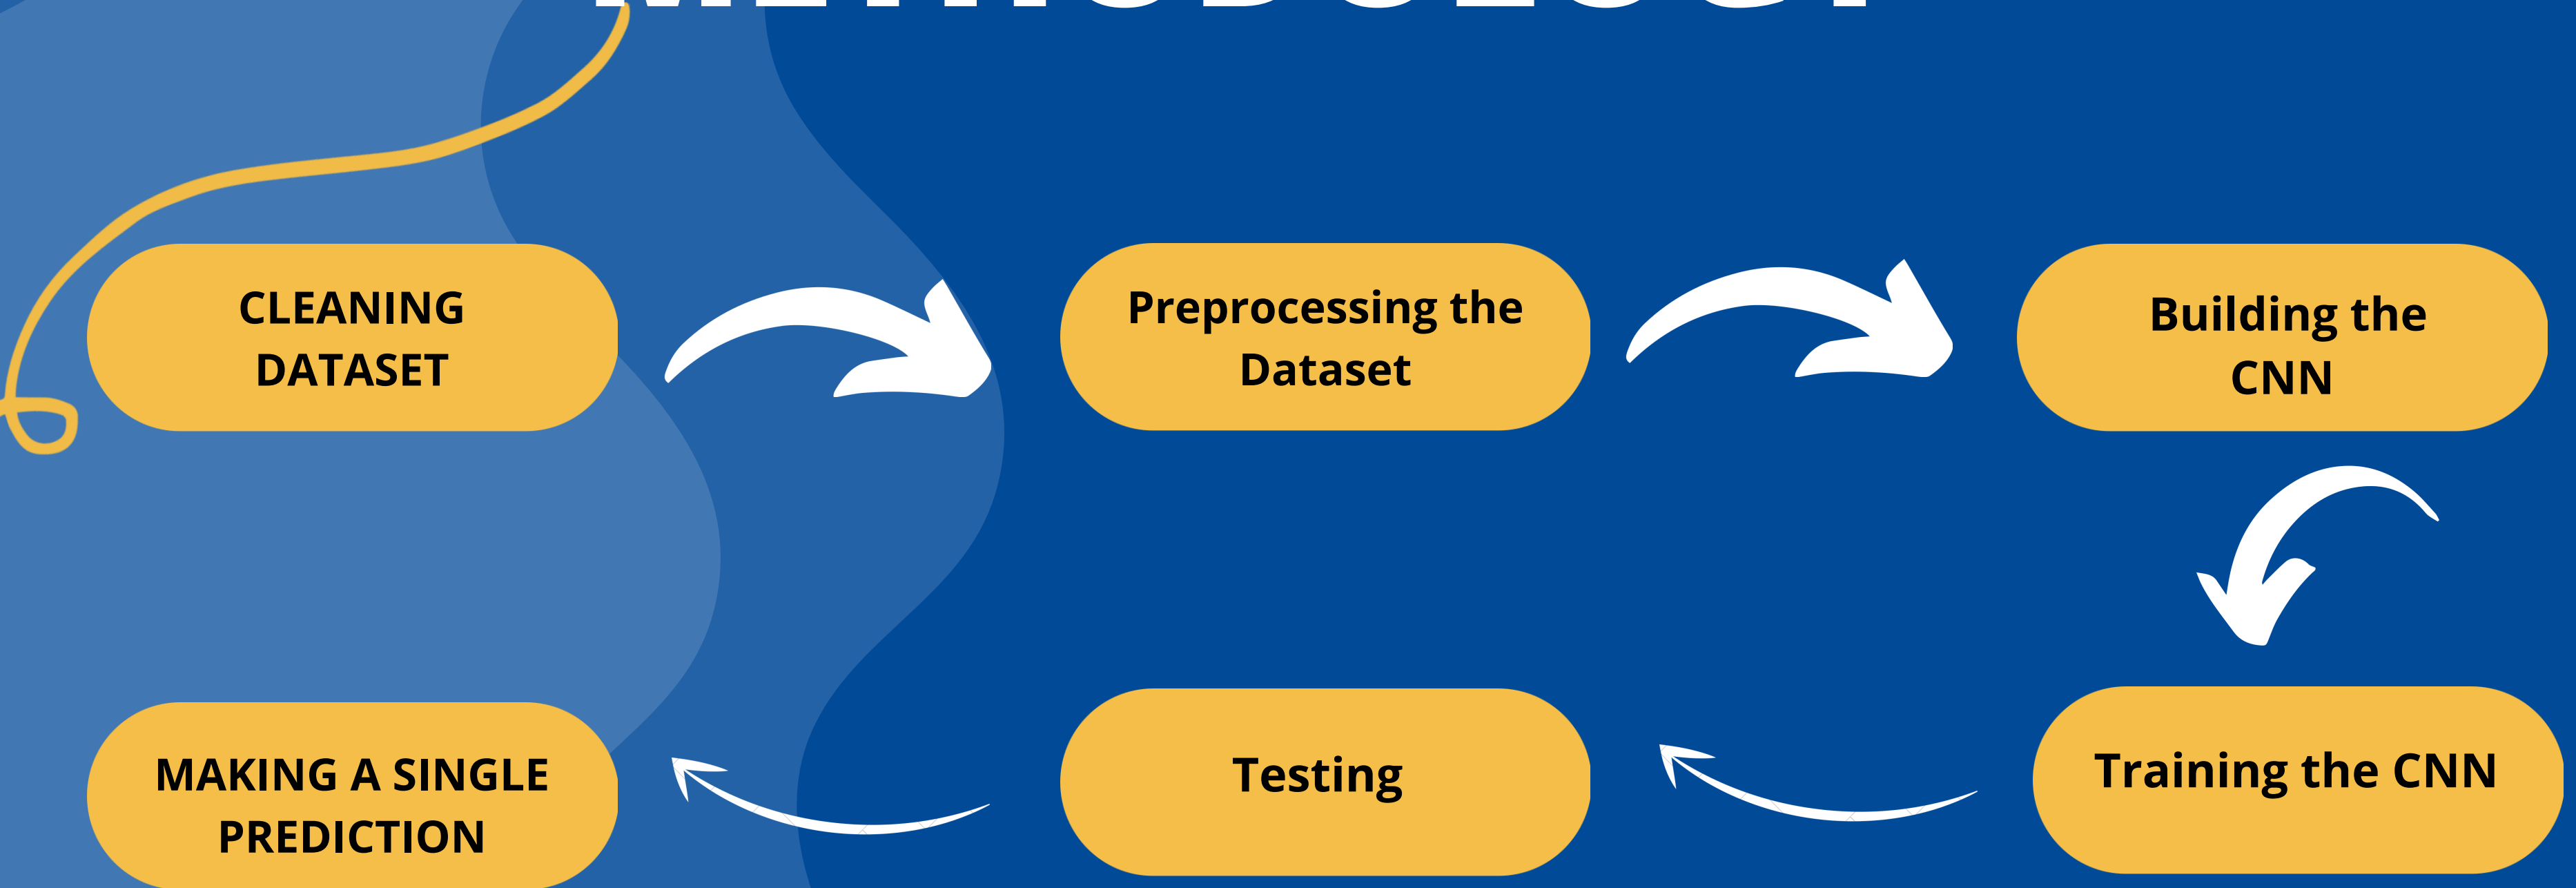 CLEANING
DATASET
Preprocessing the
Dataset
Building the
CNN
Training the CNN
Testing
MAKING A SINGLE
PREDICTION